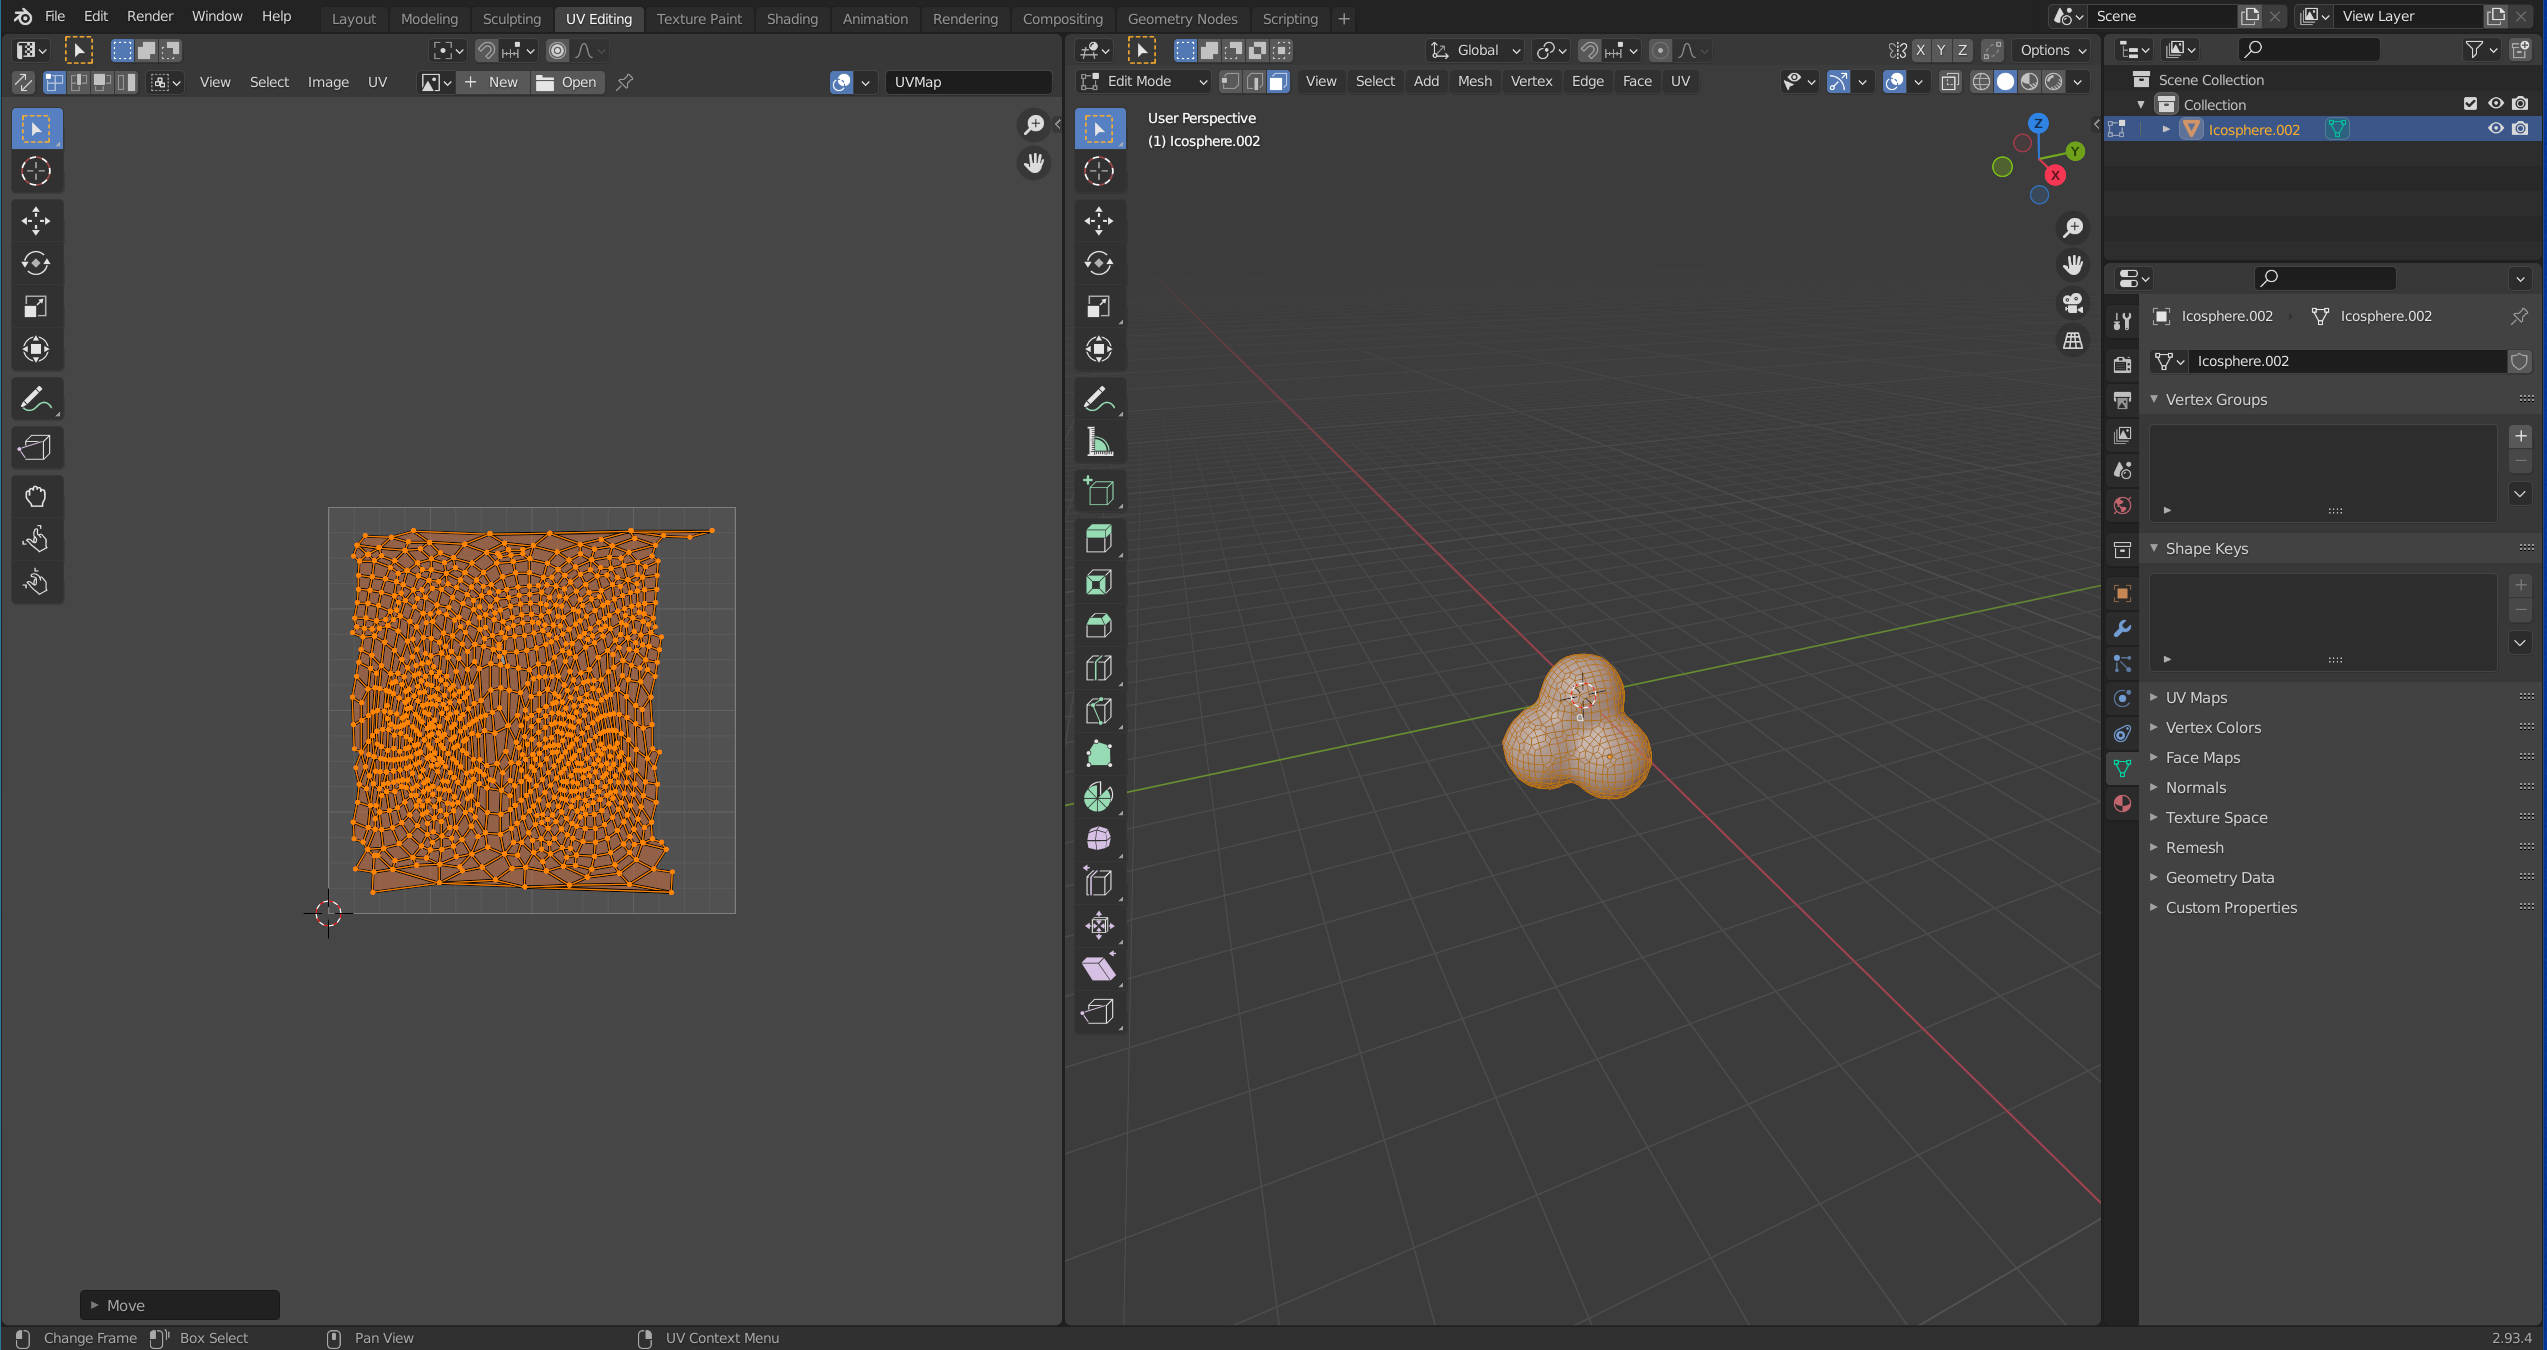 File Edit Render Window Help Layout Modeling Sculpting UV Editing Texture Paint Shading Animation Rendering Compositing Geometry Nodes Scripting + Scene View Layer
Global X Y Z Options
View Select Image UV + New Open UVMap Edit Mode View Select Add Mesh Vertex Edge Face UV
Scene Collection
Collection
Icosphere.002
User Perspective
(1) Icosphere.002
Z
Y
X
Icosphere.002 Icosphere.002
Icosphere.002
Vertex Groups
Shape Keys
UV Maps
Vertex Colors
Face Maps
Normals
Texture Space
Remesh
Geometry Data
Custom Properties
Move
Change Frame Box Select Pan View UV Context Menu 2.93.4